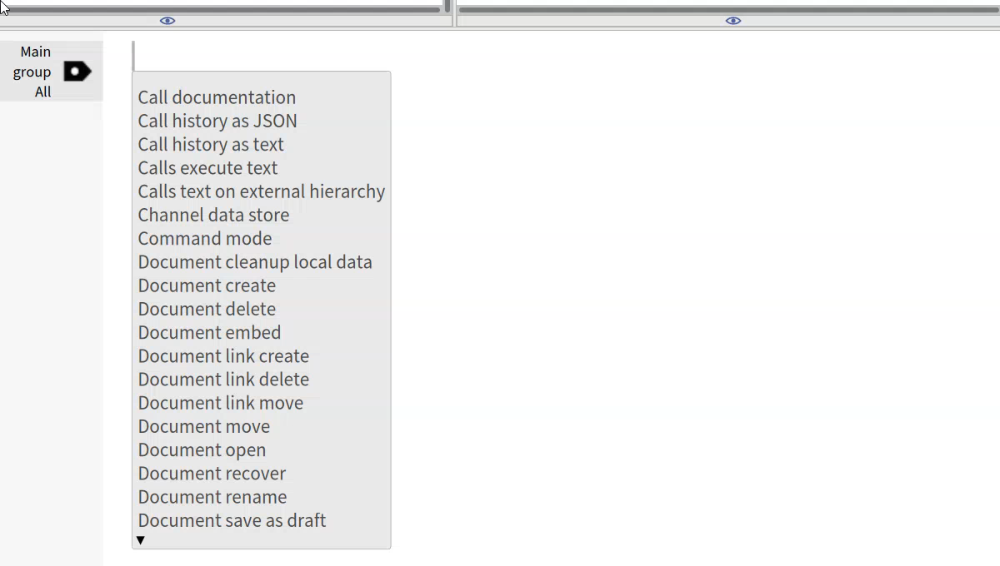 Main
group
All
Call documentation
Call history as JSON
Call history as text
Calls execute text
Calls text on external hierarchy
Channel data store
Command mode
Document cleanup local data
Document create
Document delete
Document embed
Document link create
Document link delete
Document link move
Document move
Document open
Document recover
Document rename
Document save as draft